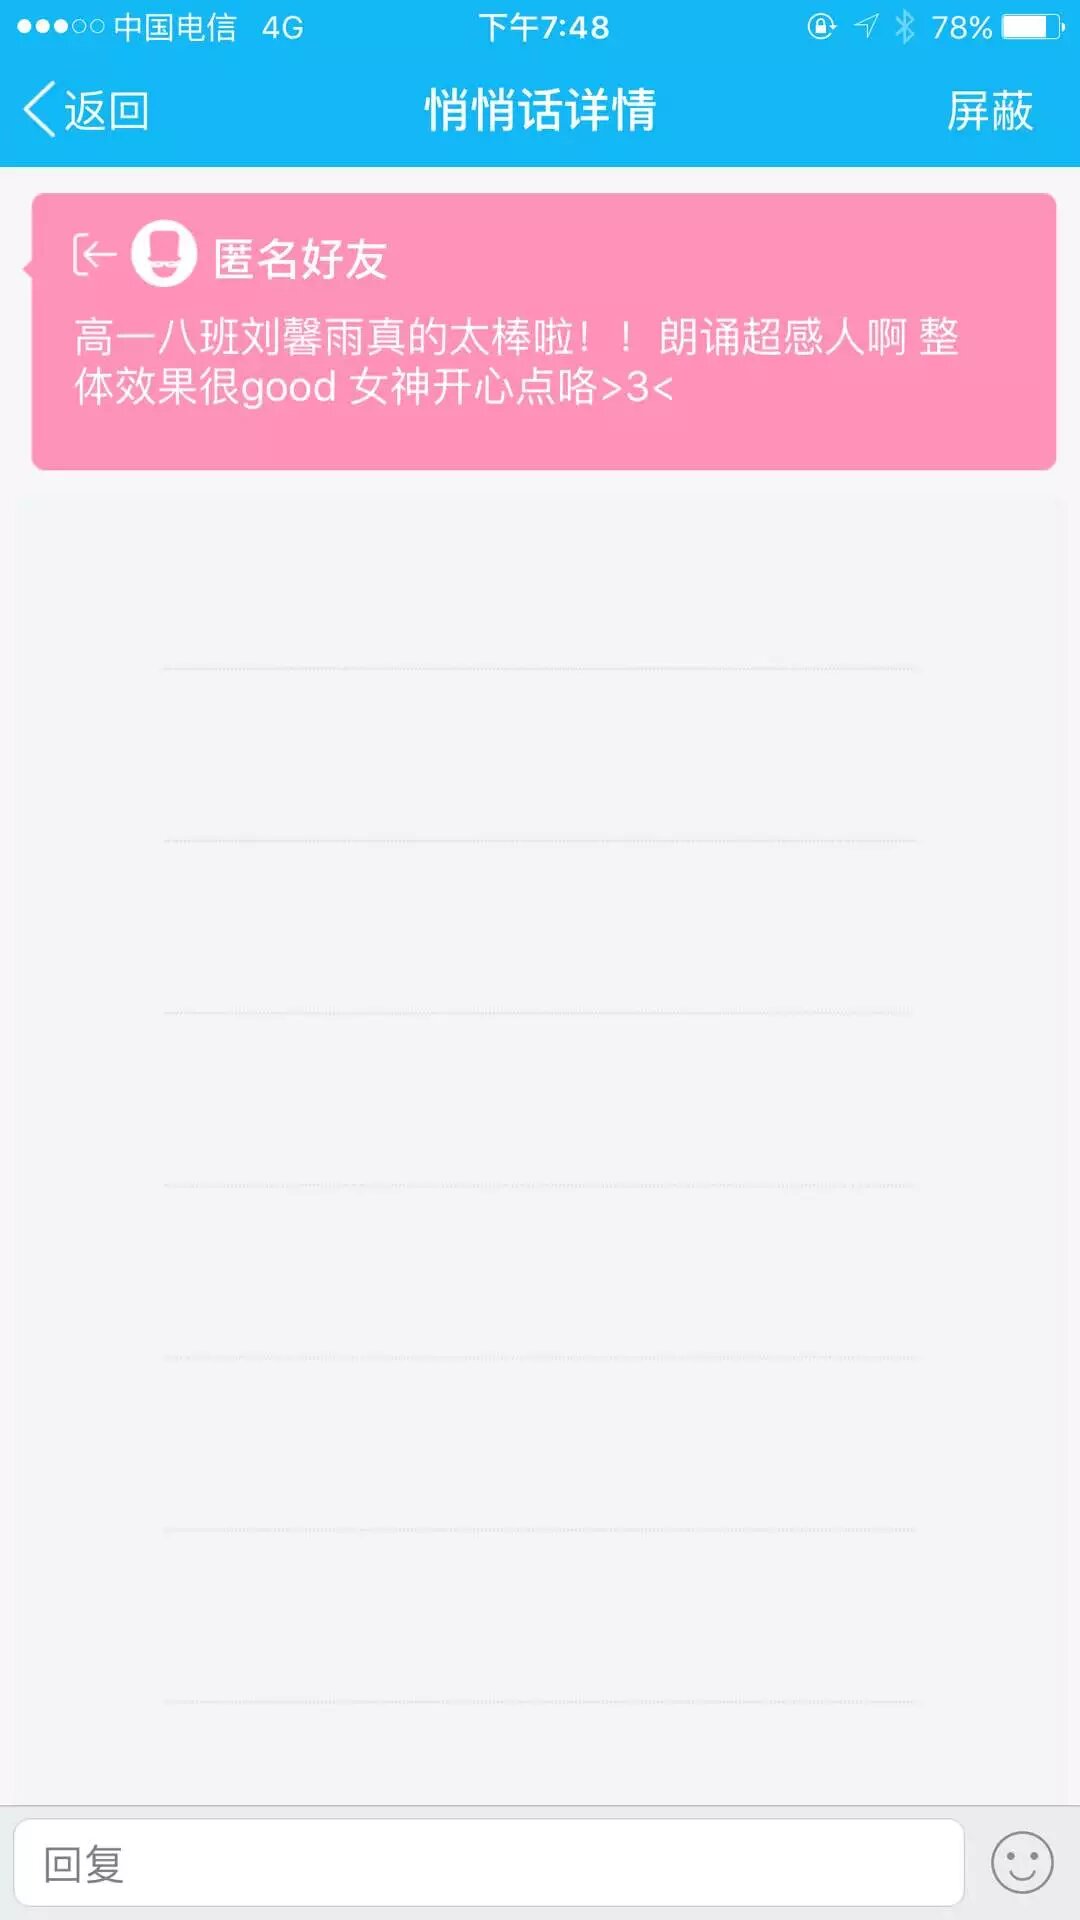 中国电信 4G 下午7:48 78%
返回 悄悄话详情 屏蔽
匿名好友
高一八班刘馨雨真的太棒啦！！朗诵超感人啊 整
体效果很good 女神开心点咯>3<
回复